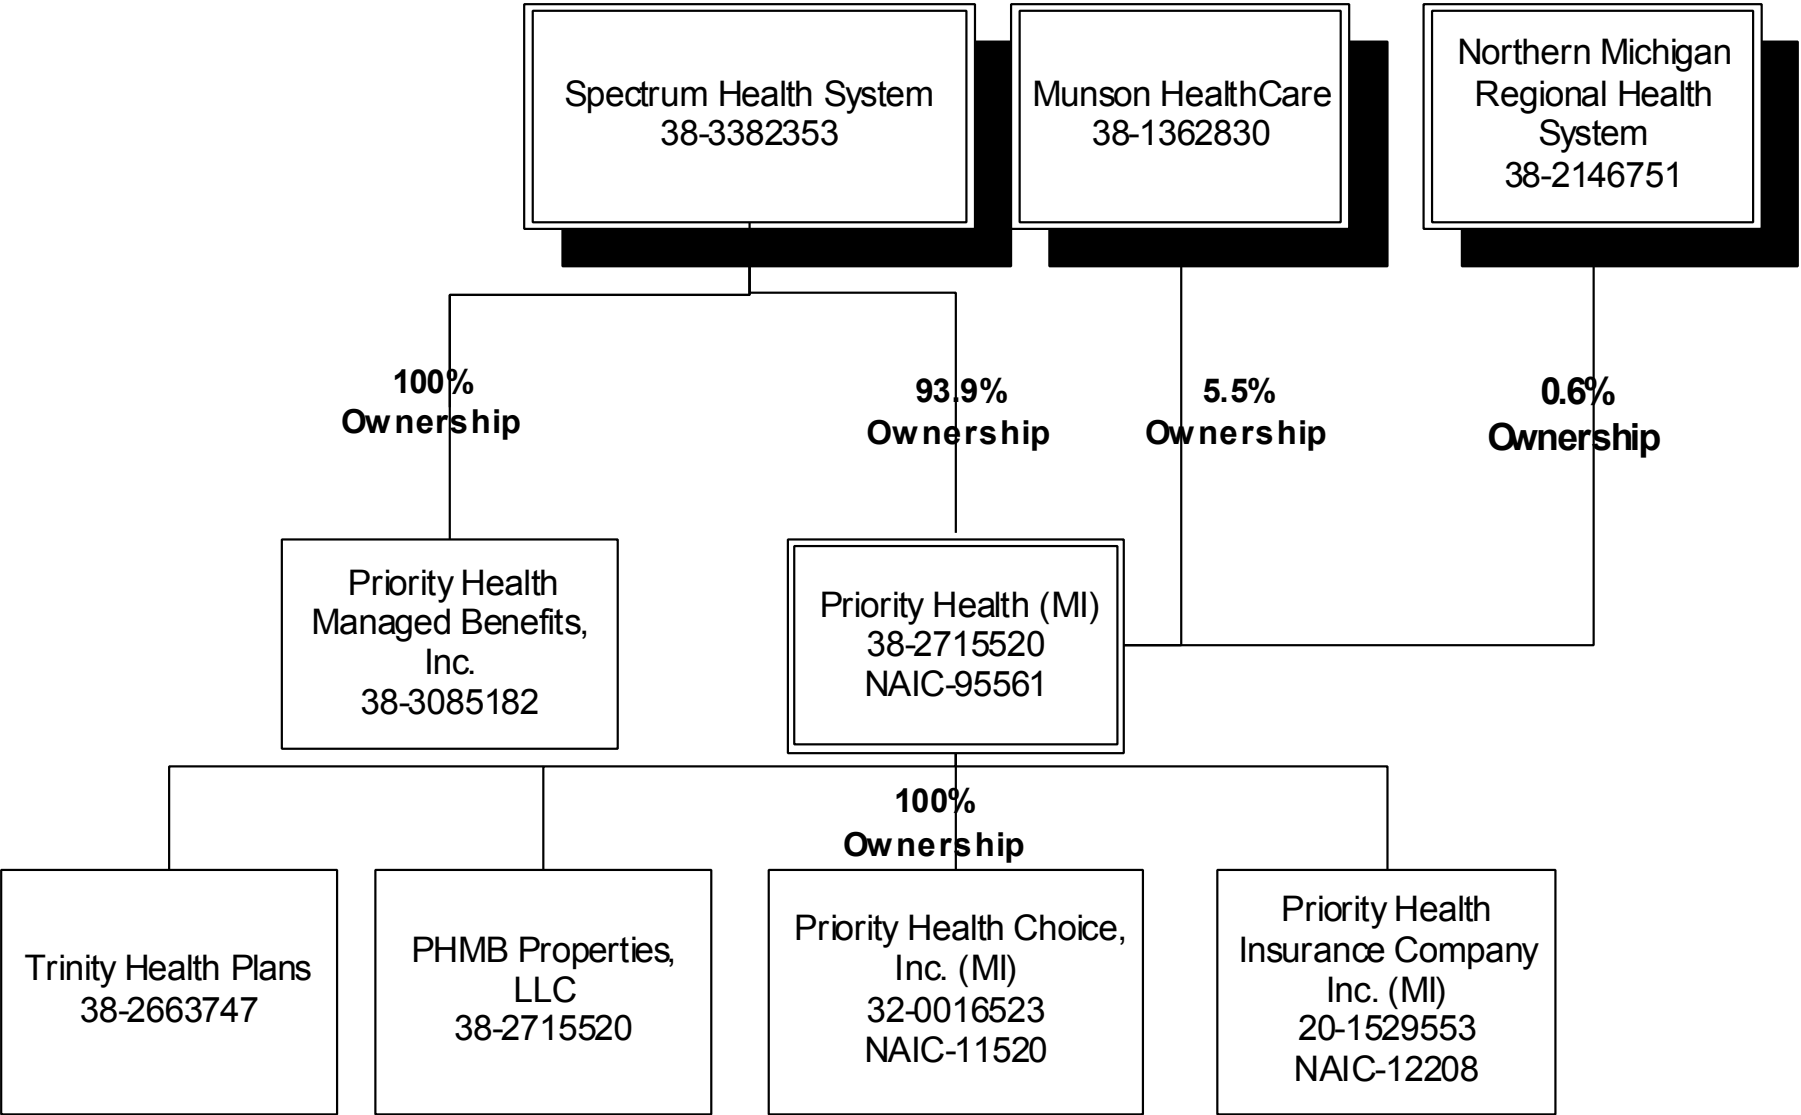 Spectrum Health System
38-3382353
Munson HealthCare
38-1362830
Northern Michigan
Regional Health
System
38-2146751
100%
Ownership
93.9%
Ownership
5.5%
Ownership
0.6%
Ownership
Priority Health
Managed Benefits,
Inc.
38-3085182
Priority Health (MI)
38-2715520
NAIC-95561
100%
Ownership
Trinity Health Plans
38-2663747
PHMB Properties,
LLC
38-2715520
Priority Health Choice,
Inc. (MI)
32-0016523
NAIC-11520
Priority Health
Insurance Company
Inc. (MI)
20-1529553
NAIC-12208